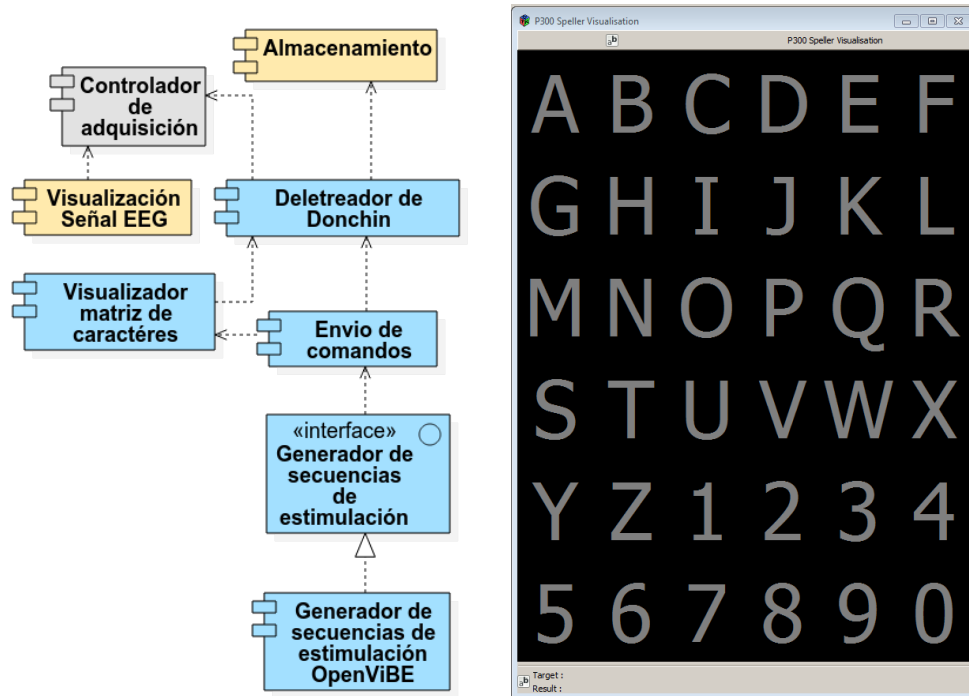 Almacenamiento
Controlador
de
adquisición
Visualización
Señal EEG
Deletreador de
Donchin
Visualizador
matriz de
caractéres
Envio de
comandos
«interface»
Generador de
secuencias
de
estimulación
Generador de
secuencias de
estimulación
OpenViBE
P300 Speller Visualisation
ab P300 Speller Visualisation
A B C D E F
G H I J K L
M N O P Q R
S T U V W X
Y Z 1 2 3 4
5 6 7 8 9 0
ab Target :
Result :